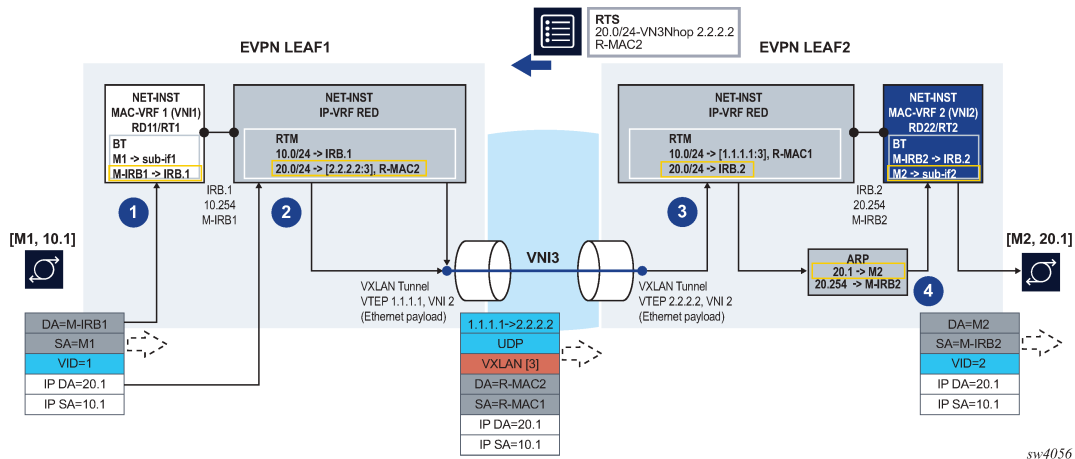 RTS
20.0/24-VN3Nhop 2.2.2.2
R-MAC2
EVPN LEAF1
EVPN LEAF2
NET-INST
MAC-VRF 1 (VNI1)
RD11/RT1
BT
M1 -> sub-if1
M-IRB1 -> IRB.1
NET-INST
IP-VRF RED
RTM
10.0/24 -> IRB.1
20.0/24 -> [2.2.2.2:3], R-MAC2
IRB.1
10.254
M-IRB1
1
2
NET-INST
IP-VRF RED
RTM
10.0/24 -> [1.1.1.1:3], R-MAC1
20.0/24 -> IRB.2
NET-INST
MAC-VRF 2 (VNI2)
RD22/RT2
BT
M-IRB2 -> IRB.2
M2 -> sub-if2
IRB.2
20.254
M-IRB2
3
[M1, 10.1]
[M2, 20.1]
VNI3
ARP
20.1 -> M2
20.254 -> M-IRB2
4
VXLAN Tunnel
VTEP 1.1.1.1, VNI 2
(Ethernet payload)
VXLAN Tunnel
VTEP 2.2.2.2, VNI 2
(Ethernet payload)
DA=M-IRB1
SA=M1
VID=1
IP DA=20.1
IP SA=10.1
1.1.1.1->2.2.2.2
UDP
VXLAN [3]
DA=R-MAC2
SA=R-MAC1
IP DA=20.1
IP SA=10.1
DA=M2
SA=M-IRB2
VID=2
IP DA=20.1
IP SA=10.1
sw4056